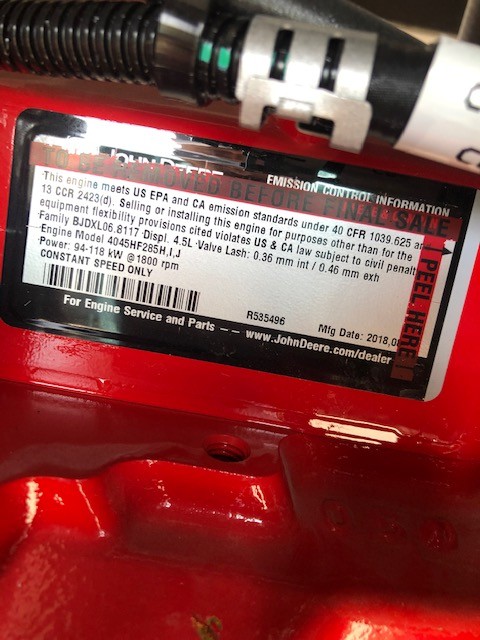 JOHN DEERE
TO BE REMOVED BEFORE FINAL SALE
EMISSION CONTROL INFORMATION
This engine meets US EPA and CA emission standards under 40 CFR 1039.625 an
13 CCR 2423(d). Selling or installing this engine for purposes other than for the
equipment flexibility provisions cited violates US & CA law subject to civil penalt
Family BJDXL06.8117 Displ. 4.5L Valve Lash: 0.36 mm int / 0.46 mm exh
Engine Model 4045HF285H,I,J
Power: 94-118 kW @1800 rpm
CONSTANT SPEED ONLY
R535496
Mfg Date: 2018,0
For Engine Service and Parts – – www.JohnDeere.com/dealer
PEEL HERE